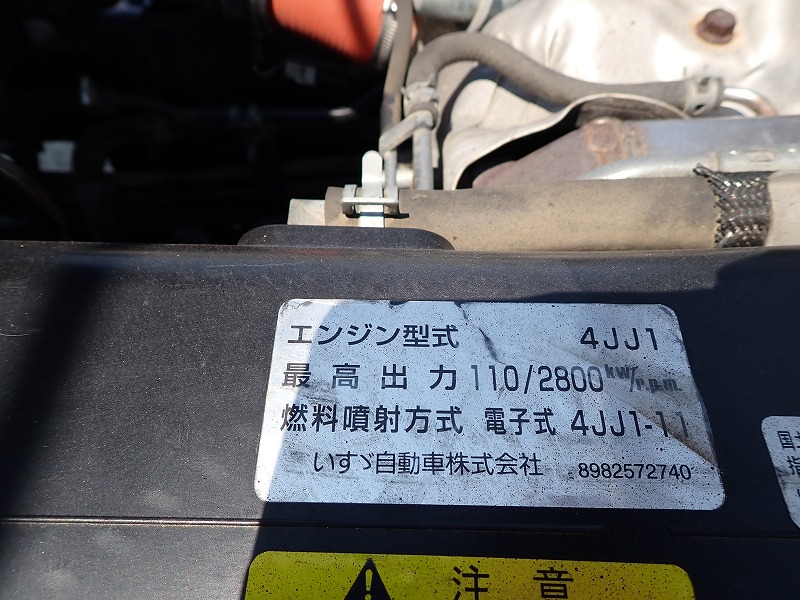 エンジン型式 4JJ1
最高出力 110/2800 kW/r.p.m.
燃料噴射方式 電子式 4JJ1-11
いすゞ自動車株式会社 8982572740
国
指
注意